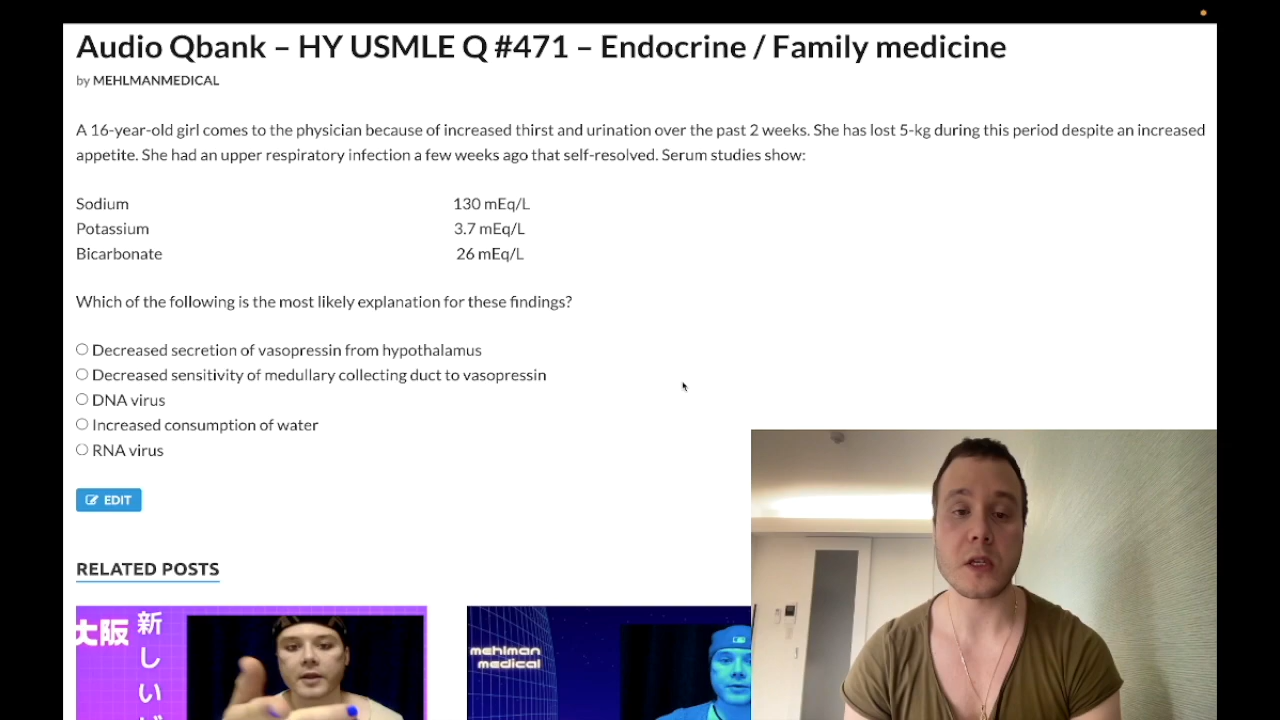 Audio Qbank – HY USMLE Q #471 – Endocrine / Family medicine
by MEHLMANMEDICAL
A 16-year-old girl comes to the physician because of increased thirst and urination over the past 2 weeks. She has lost 5-kg during this period despite an increased
appetite. She had an upper respiratory infection a few weeks ago that self-resolved. Serum studies show:
Sodium 130 mEq/L
Potassium 3.7 mEq/L
Bicarbonate 26 mEq/L
Which of the following is the most likely explanation for these findings?
Decreased secretion of vasopressin from hypothalamus
Decreased sensitivity of medullary collecting duct to vasopressin
DNA virus
Increased consumption of water
RNA virus
EDIT
RELATED POSTS
大阪
新しい
mehlman
medical